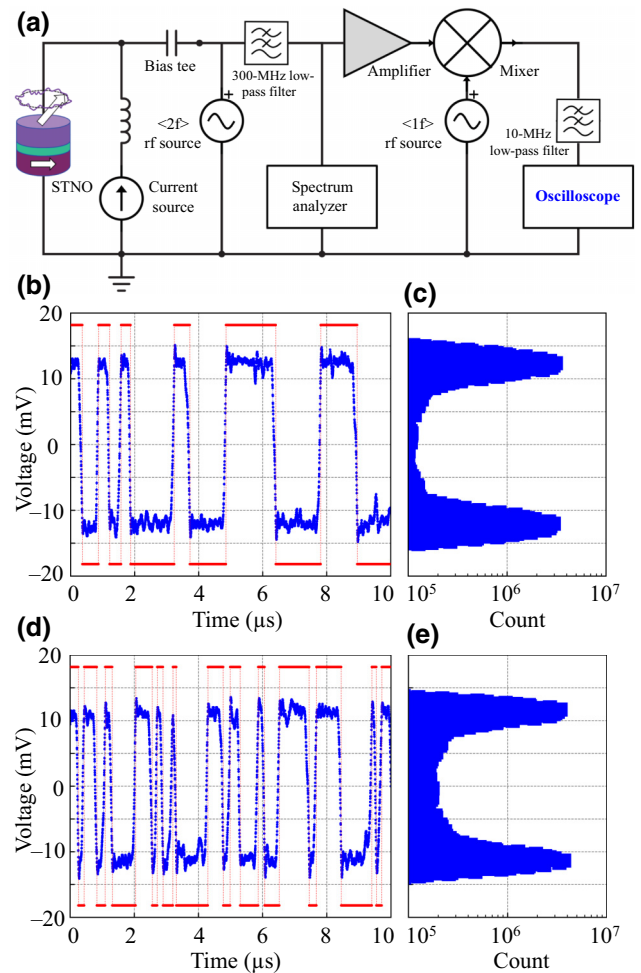 (a)
Bias tee
300-MHz low-
pass filter
Amplifier
Mixer
<2f>
rf source
<1f>
rf source
10-MHz
low-pass filter
STNO
Current
source
Spectrum
analyzer
Oscilloscope
(b)
(c)
20
10
0
−10
−20
Voltage (mV)
0 2 4 6 8 10
Time (µs)
10^5 10^6 10^7
Count
(d)
(e)
20
10
0
−10
−20
Voltage (mV)
0 2 4 6 8 10
Time (µs)
10^5 10^6 10^7
Count